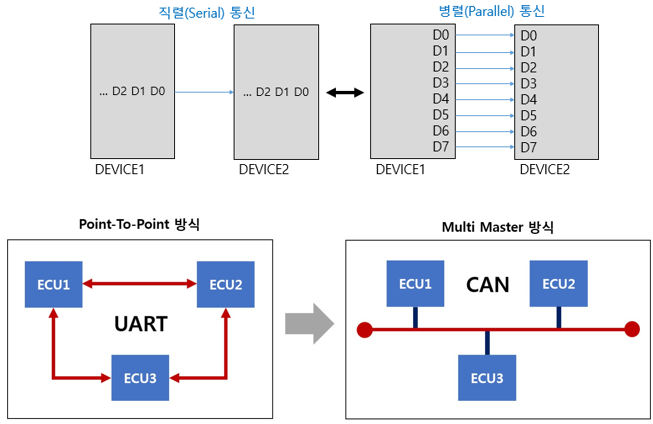 직렬(Serial) 통신
병렬(Parallel) 통신
... D2 D1 D0
... D2 D1 D0
DEVICE1
DEVICE2
D0 D0
D1 D1
D2 D2
D3 D3
D4 D4
D5 D5
D6 D6
D7 D7
DEVICE1
DEVICE2
Point-To-Point 방식
ECU1
ECU2
UART
ECU3
Multi Master 방식
ECU1
CAN
ECU2
ECU3